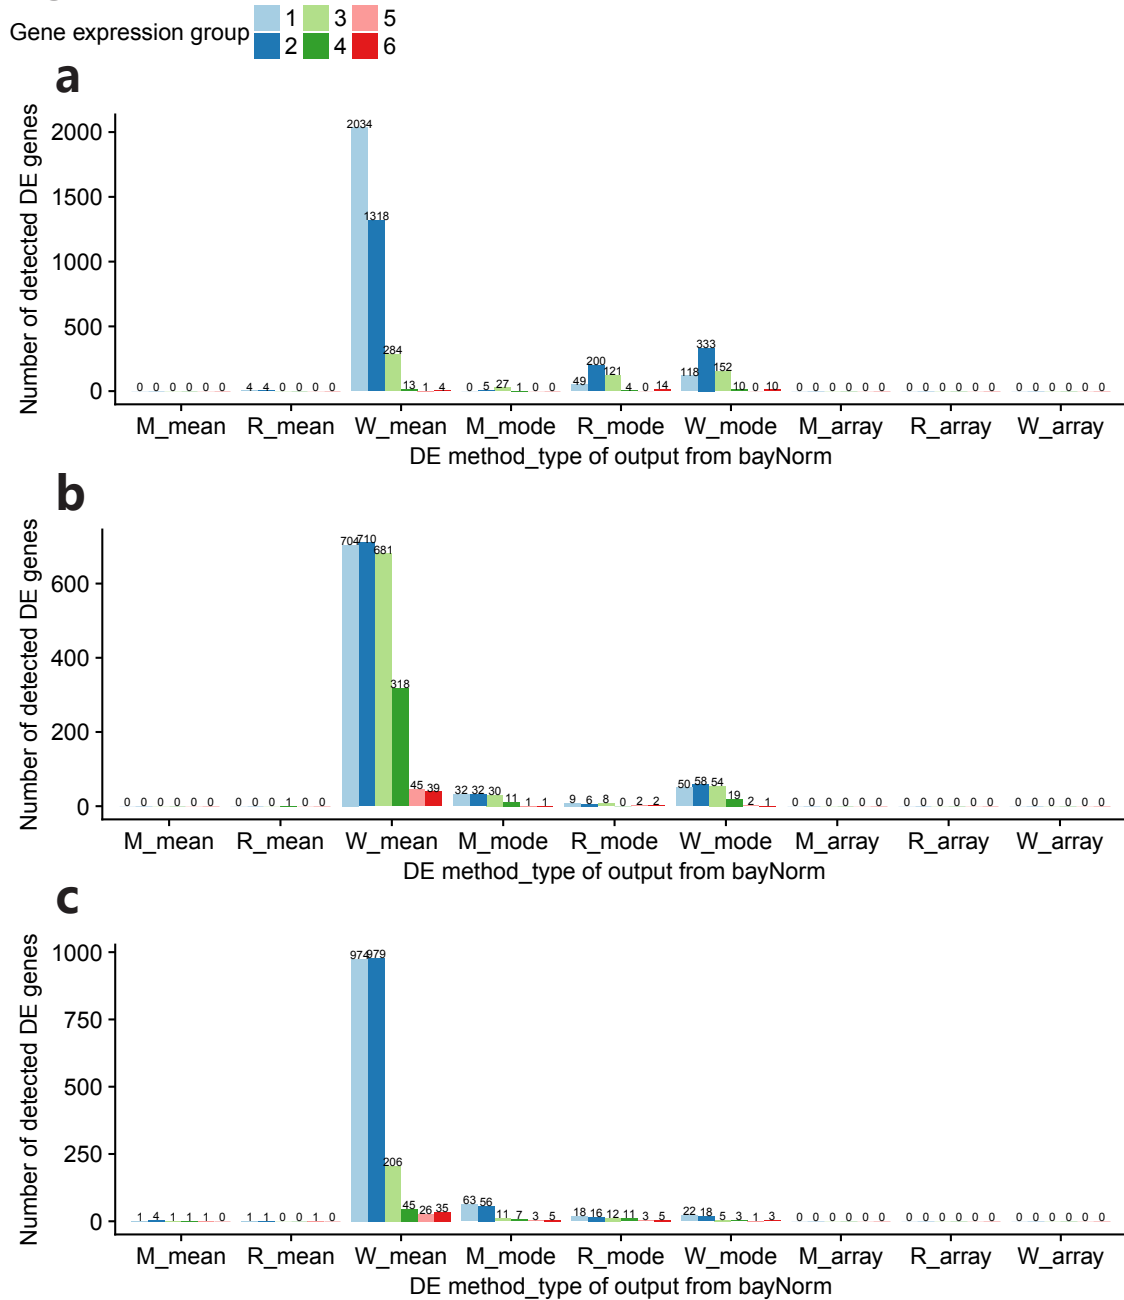 Gene expression group 1 3 5
2 4 6
a
Number of detected DE genes
2000
1500
1000
500
0
0 0 0 0 0 0 4 4 0 0 0 0 2034 1318 284 13 1 4 0 5 27 1 0 0 49 200 121 4 0 14 118 333 152 10 0 10 0 0 0 0 0 0 0 0 0 0 0 0 0 0 0 0 0 0
M_mean R_mean W_mean M_mode R_mode W_mode M_array R_array W_array
DE method_type of output from bayNorm
b
Number of detected DE genes
600
400
200
0
0 0 0 0 0 0 0 0 0 1 0 0 704 710 681 318 45 39 32 32 30 11 1 1 9 6 8 0 2 2 50 58 54 19 2 1 0 0 0 0 0 0 0 0 0 0 0 0 0 0 0 0 0 0
M_mean R_mean W_mean M_mode R_mode W_mode M_array R_array W_array
DE method_type of output from bayNorm
c
Number of detected DE genes
1000
750
500
250
0
1 4 1 1 1 0 1 1 0 0 1 0 974 979 206 45 26 35 63 56 11 7 3 5 18 16 12 11 3 5 22 18 5 3 1 3 0 0 0 0 0 0 0 0 0 0 0 0 0 0 0 0 0 0
M_mean R_mean W_mean M_mode R_mode W_mode M_array R_array W_array
DE method_type of output from bayNorm